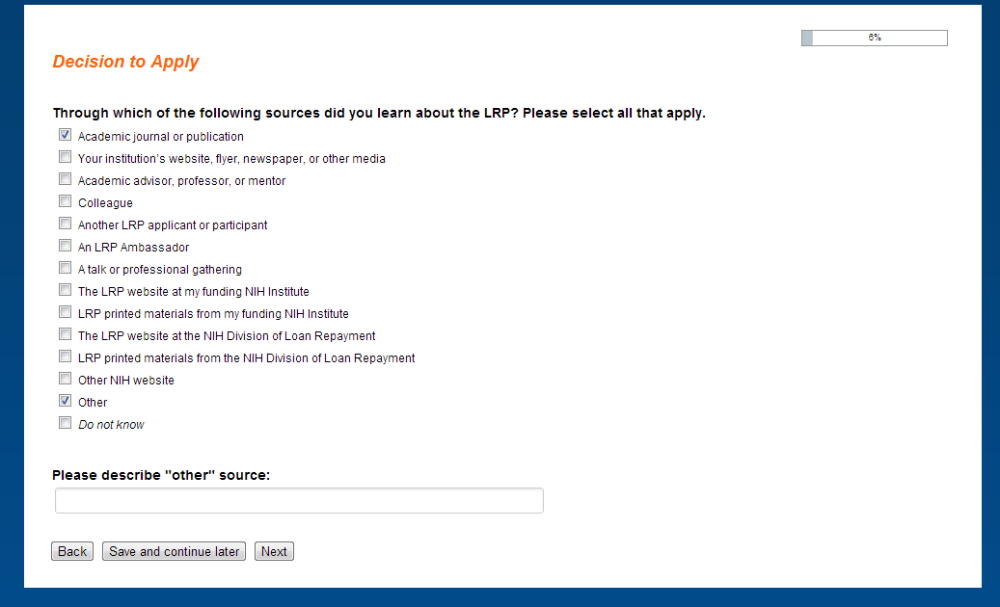 6%
Decision to Apply
Through which of the following sources did you learn about the LRP? Please select all that apply.
Academic journal or publication
Your institution's website, flyer, newspaper, or other media
Academic advisor, professor, or mentor
Colleague
Another LRP applicant or participant
An LRP Ambassador
A talk or professional gathering
The LRP website at my funding NIH Institute
LRP printed materials from my funding NIH Institute
The LRP website at the NIH Division of Loan Repayment
LRP printed materials from the NIH Division of Loan Repayment
Other NIH website
Other
Do not know
Please describe "other" source:
Back Save and continue later Next